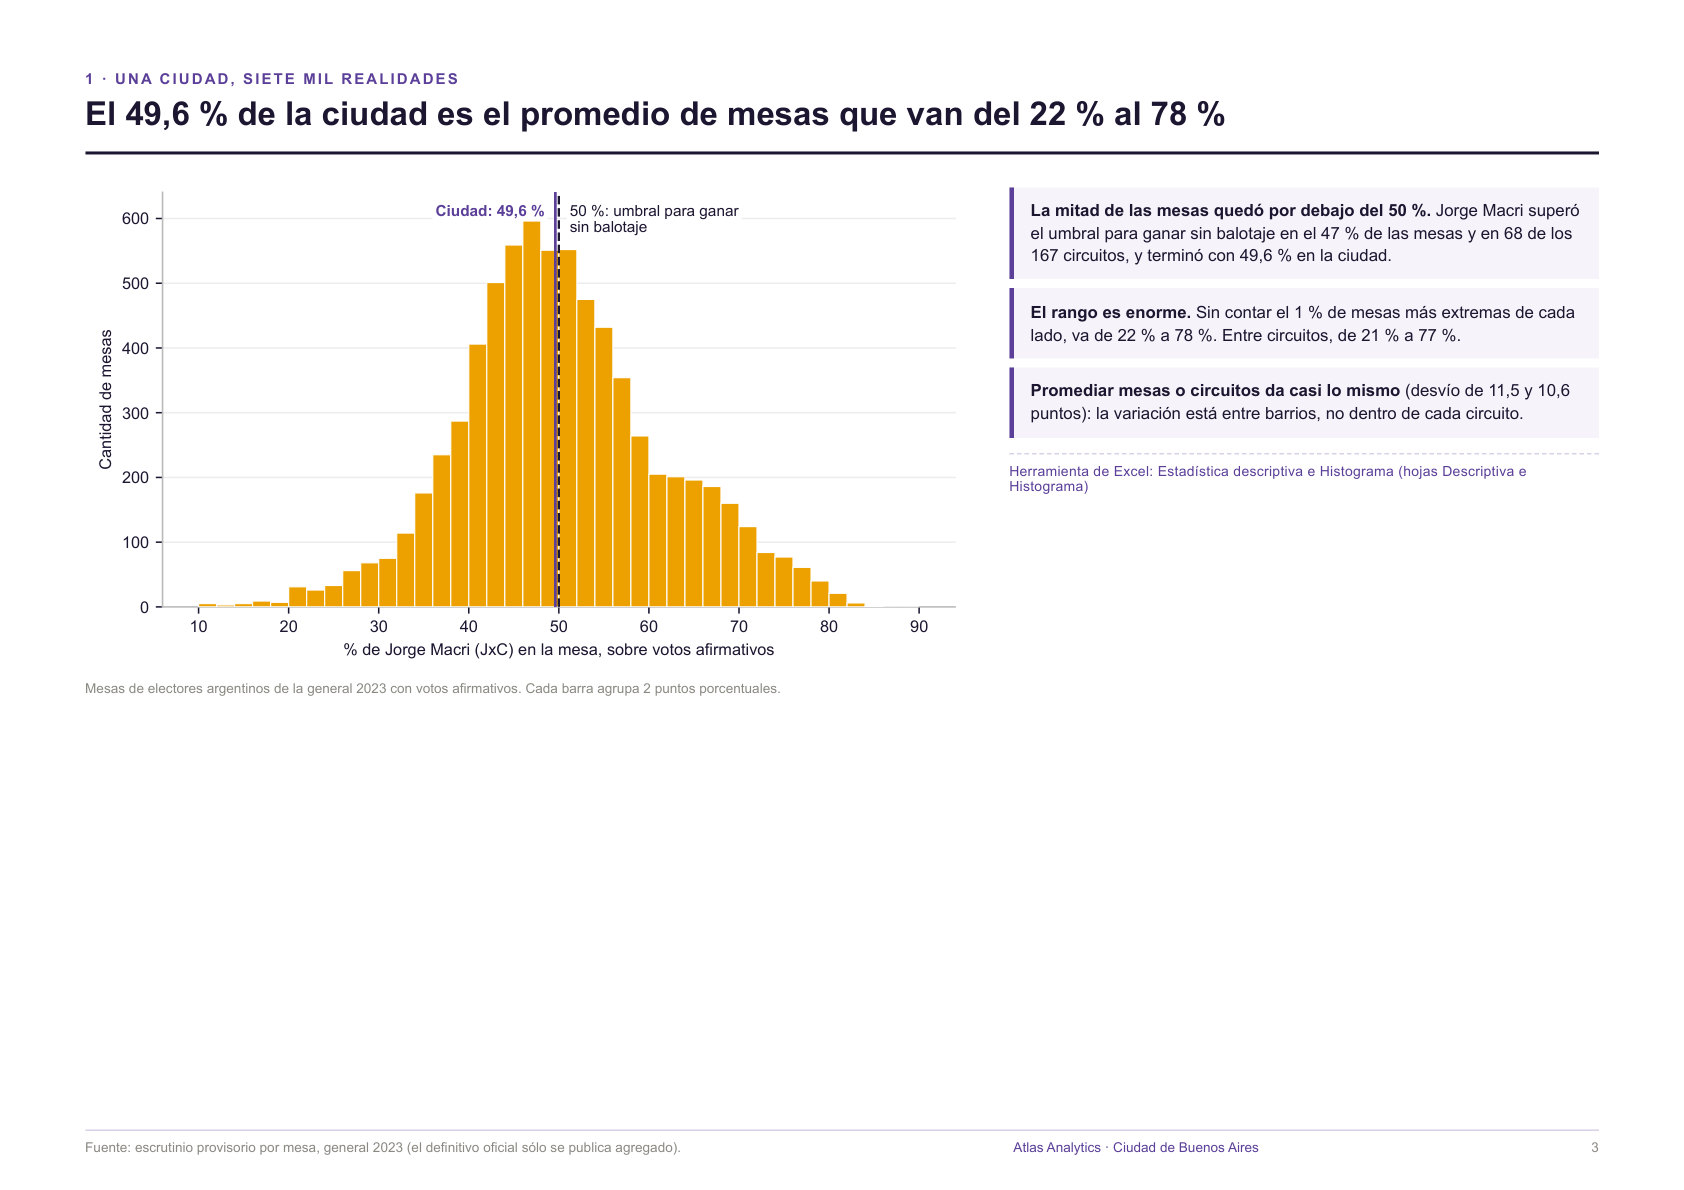 1 · UNA CIUDAD, SIETE MIL REALIDADES
El 49,6 % de la ciudad es el promedio de mesas que van del 22 % al 78 %
Ciudad: 49,6 %
50 %: umbral para ganar
sin balotaje
600
500
400
300
200
100
0
Cantidad de mesas
10 20 30 40 50 60 70 80 90
% de Jorge Macri (JxC) en la mesa, sobre votos afirmativos
Mesas de electores argentinos de la general 2023 con votos afirmativos. Cada barra agrupa 2 puntos porcentuales.
La mitad de las mesas quedó por debajo del 50 %. Jorge Macri superó
el umbral para ganar sin balotaje en el 47 % de las mesas y en 68 de los
167 circuitos, y terminó con 49,6 % en la ciudad.
El rango es enorme. Sin contar el 1 % de mesas más extremas de cada
lado, va de 22 % a 78 %. Entre circuitos, de 21 % a 77 %.
Promediar mesas o circuitos da casi lo mismo (desvío de 11,5 y 10,6
puntos): la variación está entre barrios, no dentro de cada circuito.
Herramienta de Excel: Estadística descriptiva e Histograma (hojas Descriptiva e
Histograma)
Fuente: escrutinio provisorio por mesa, general 2023 (el definitivo oficial sólo se publica agregado).
Atlas Analytics · Ciudad de Buenos Aires
3